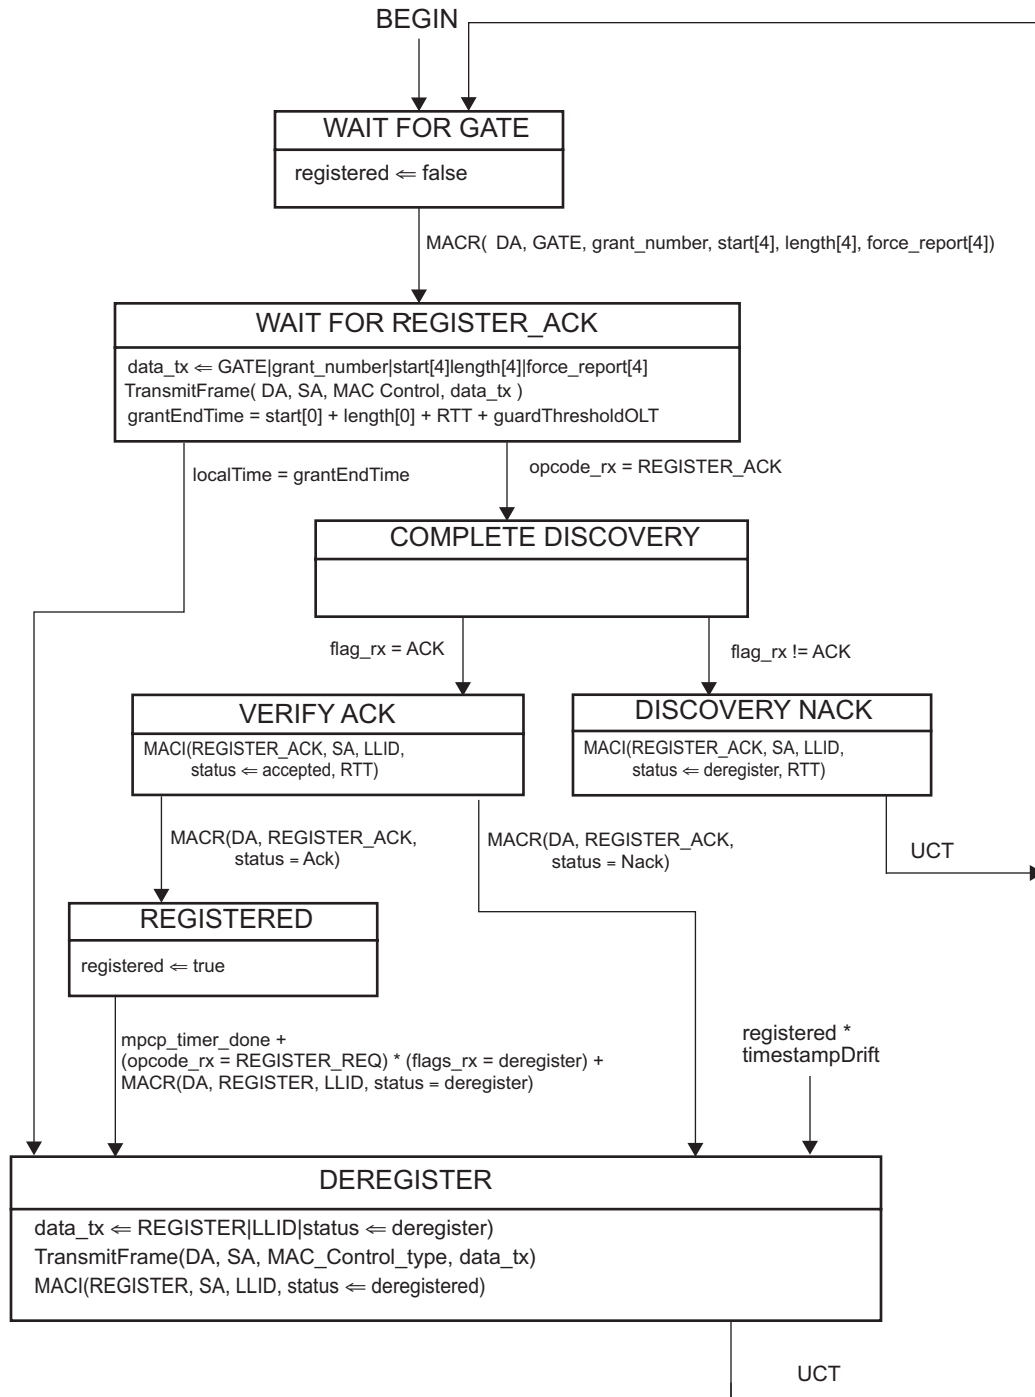 BEGIN
WAIT FOR GATE
registered ⇐ false
MACR( DA, GATE, grant_number, start[4], length[4], force_report[4])
WAIT FOR REGISTER_ACK
data_tx ⇐ GATE|grant_number|start[4]length[4]|force_report[4]
TransmitFrame( DA, SA, MAC Control, data_tx )
grantEndTime = start[0] + length[0] + RTT + guardThresholdOLT
localTime = grantEndTime
opcode_rx = REGISTER_ACK
COMPLETE DISCOVERY
flag_rx = ACK
flag_rx != ACK
VERIFY ACK
MACI(REGISTER_ACK, SA, LLID,
status ⇐ accepted, RTT)
DISCOVERY NACK
MACI(REGISTER_ACK, SA, LLID,
status ⇐ deregister, RTT)
MACR(DA, REGISTER_ACK,
status = Ack)
MACR(DA, REGISTER_ACK,
status = Nack)
UCT
REGISTERED
registered ⇐ true
mpcp_timer_done +
(opcode_rx = REGISTER_REQ) * (flags_rx = deregister) +
MACR(DA, REGISTER, LLID, status = deregister)
registered *
timestampDrift
DEREGISTER
data_tx ⇐ REGISTER|LLID|status ⇐ deregister)
TransmitFrame(DA, SA, MAC_Control_type, data_tx)
MACI(REGISTER, SA, LLID, status ⇐ deregistered)
UCT